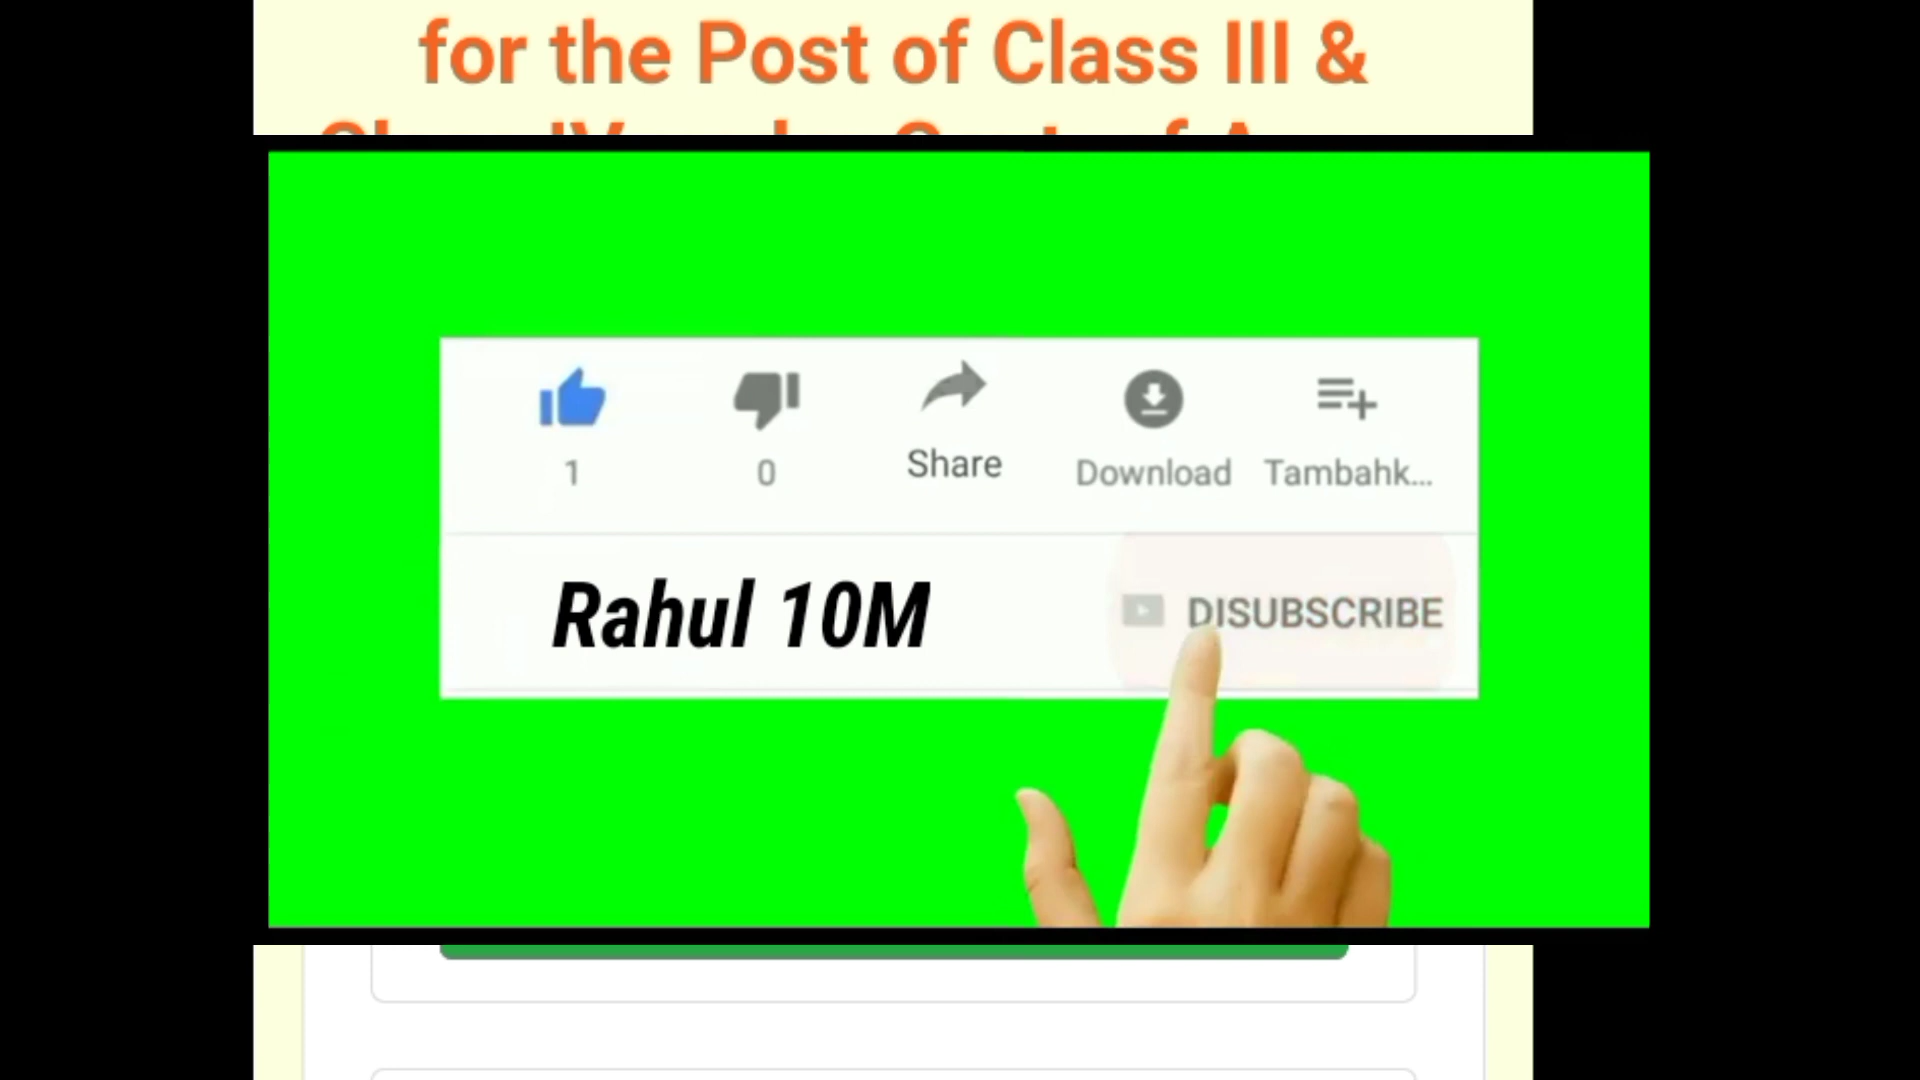 for the Post of Class III &
1
0
Share
Download
Tambahk...
Rahul 10M
DISUBSCRIBE